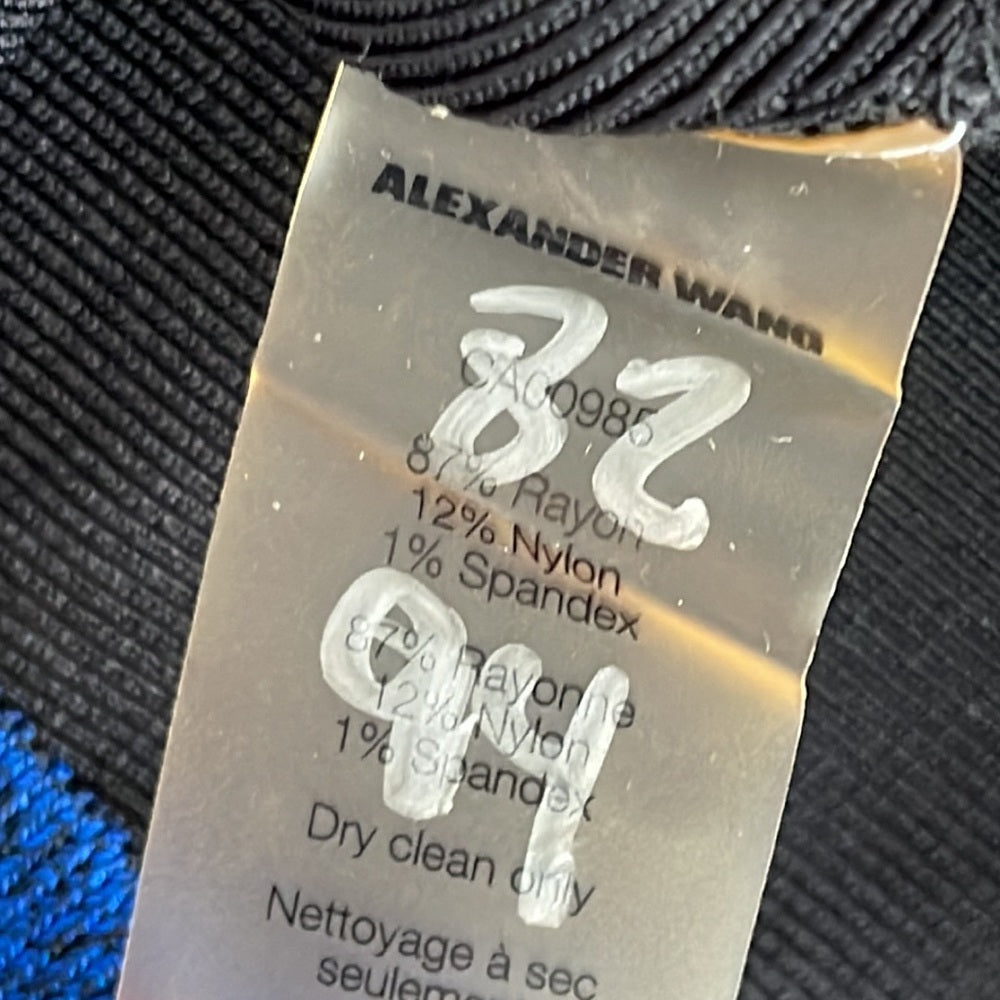 ALEXANDER WANG
82
CA00985
87% Rayon
12% Nylon
1% Spandex
94
87% Rayonne
12% Nylon
1% Spandex
Dry clean only
Nettoyage à sec